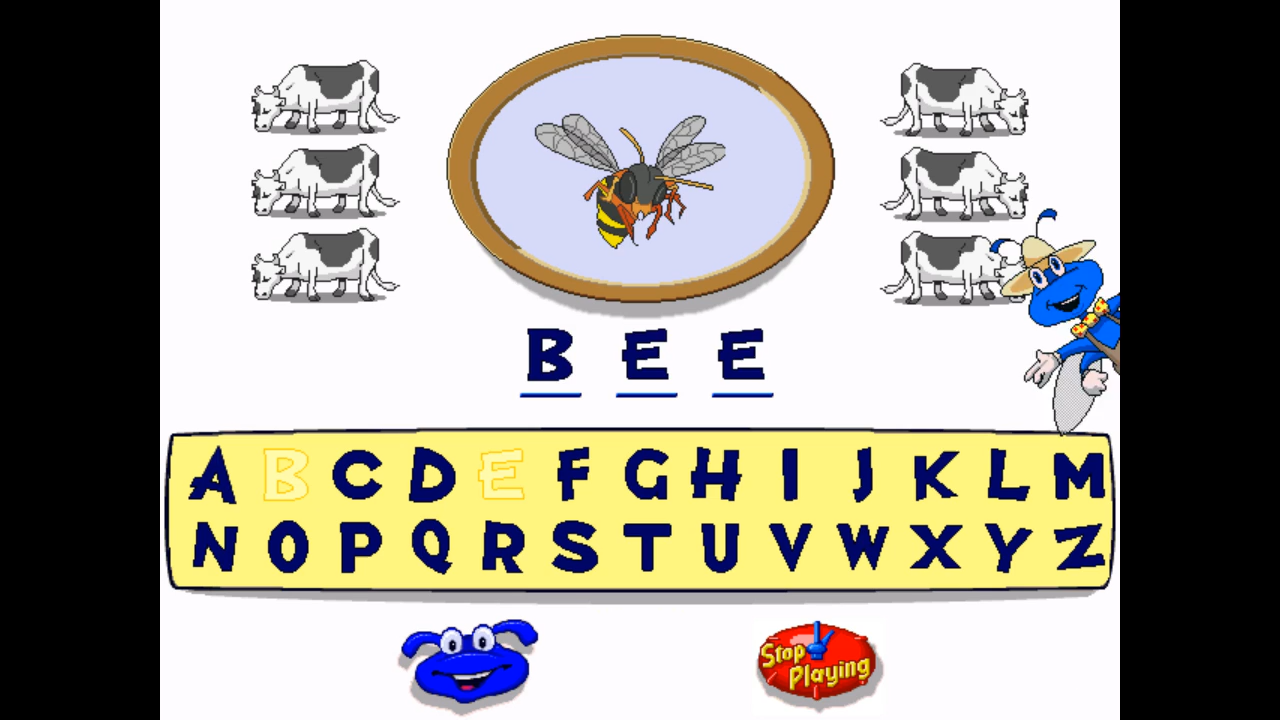 B E E
A B C D E F G H I J K L M
N O P Q R S T U V W X Y Z
Stop
Playing